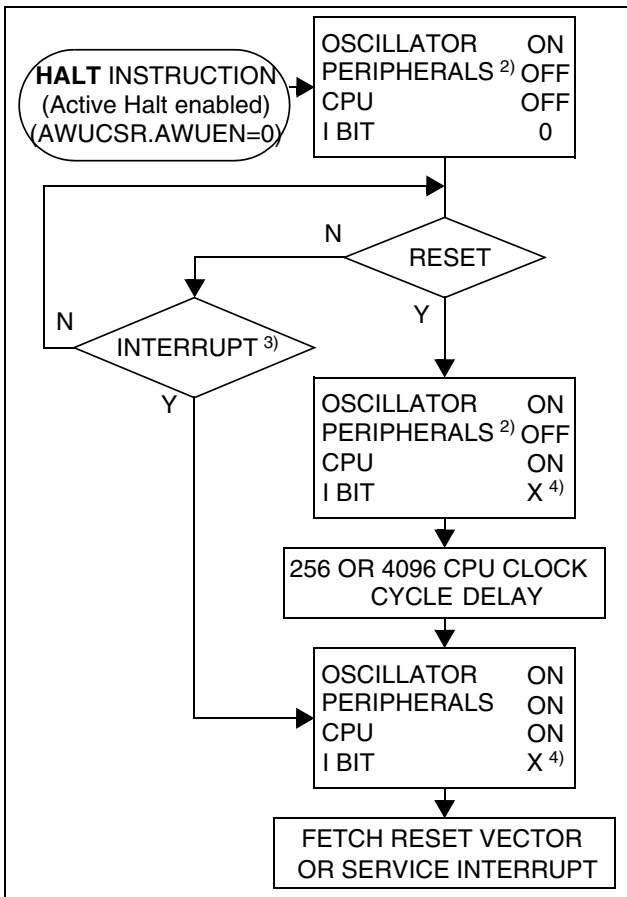 HALT INSTRUCTION
(Active Halt enabled)
(AWUCSR.AWUEN=0)
OSCILLATOR ON
PERIPHERALS 2) OFF
CPU OFF
I BIT 0
RESET
N
Y
INTERRUPT 3)
N
Y
OSCILLATOR ON
PERIPHERALS 2) OFF
CPU ON
I BIT X 4)
256 OR 4096 CPU CLOCK
CYCLE DELAY
OSCILLATOR ON
PERIPHERALS ON
CPU ON
I BIT X 4)
FETCH RESET VECTOR
OR SERVICE INTERRUPT